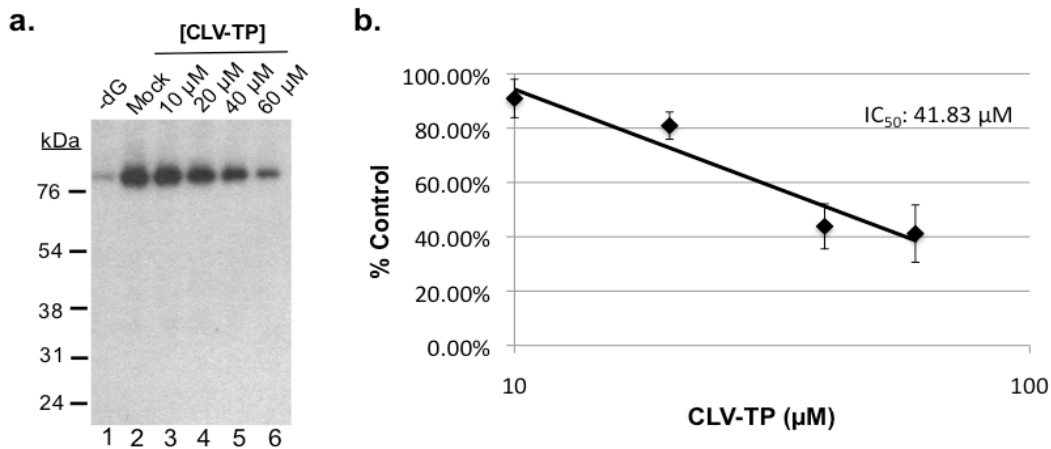 a.
[CLV-TP]
-dG Mock 10 µM 20 µM 40 µM 60 µM
kDa
76
54
38
31
24
1 2 3 4 5 6
b.
100.00%
80.00%
60.00%
40.00%
20.00%
0.00%
% Control
IC50: 41.83 µM
10 100
CLV-TP (µM)